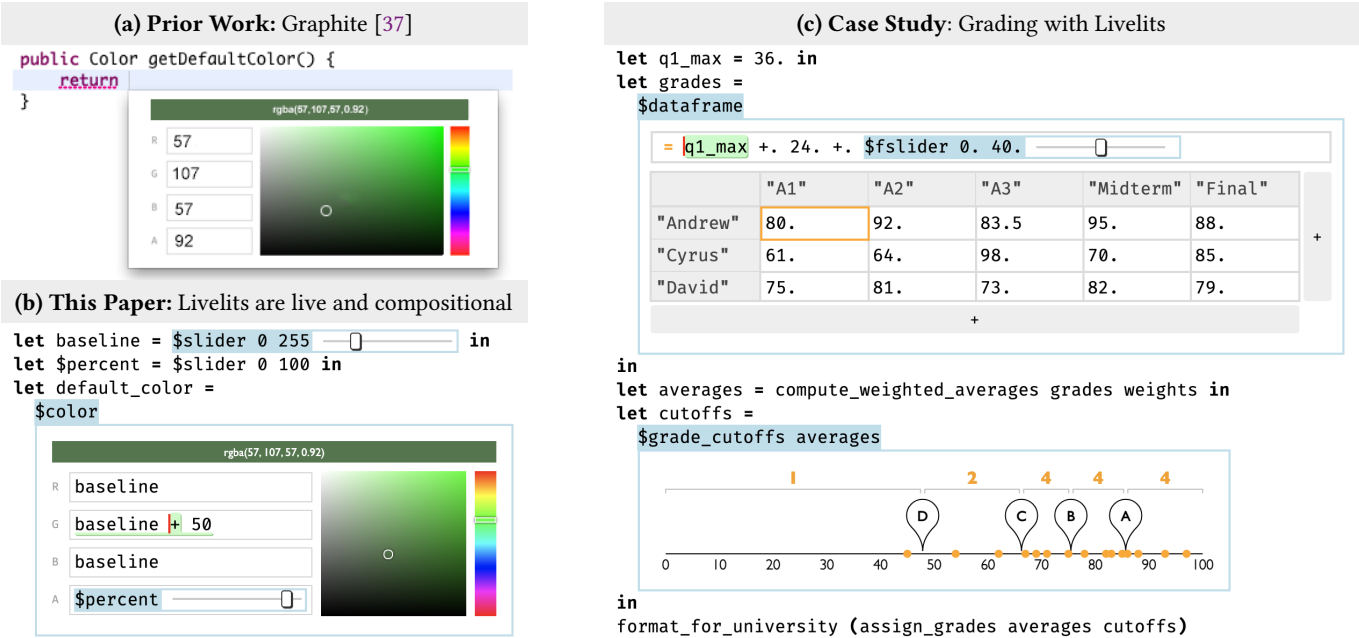 (a) Prior Work: Graphite [37]
public Color getDefaultColor() {
return
}
rgba(57,107,57,0.92)
R 57
G 107
B 57
A 92
(b) This Paper: Livelits are live and compositional
let baseline = $slider 0 255 in
let $percent = $slider 0 100 in
let default_color =
$color
rgba(57, 107, 57, 0.92)
R baseline
G baseline + 50
B baseline
A $percent
(c) Case Study: Grading with Livelits
let q1_max = 36. in
let grades =
$dataframe
= q1_max +. 24. +. $fslider 0. 40.
"A1" "A2" "A3" "Midterm" "Final"
"Andrew" 80. 92. 83.5 95. 88.
"Cyrus" 61. 64. 98. 70. 85.
"David" 75. 81. 73. 82. 79.
+
+
in
let averages = compute_weighted_averages grades weights in
let cutoffs =
$grade_cutoffs averages
1 2 4 4 4
D C B A
0 10 20 30 40 50 60 70 80 90 100
in
format_for_university (assign_grades averages cutoffs)